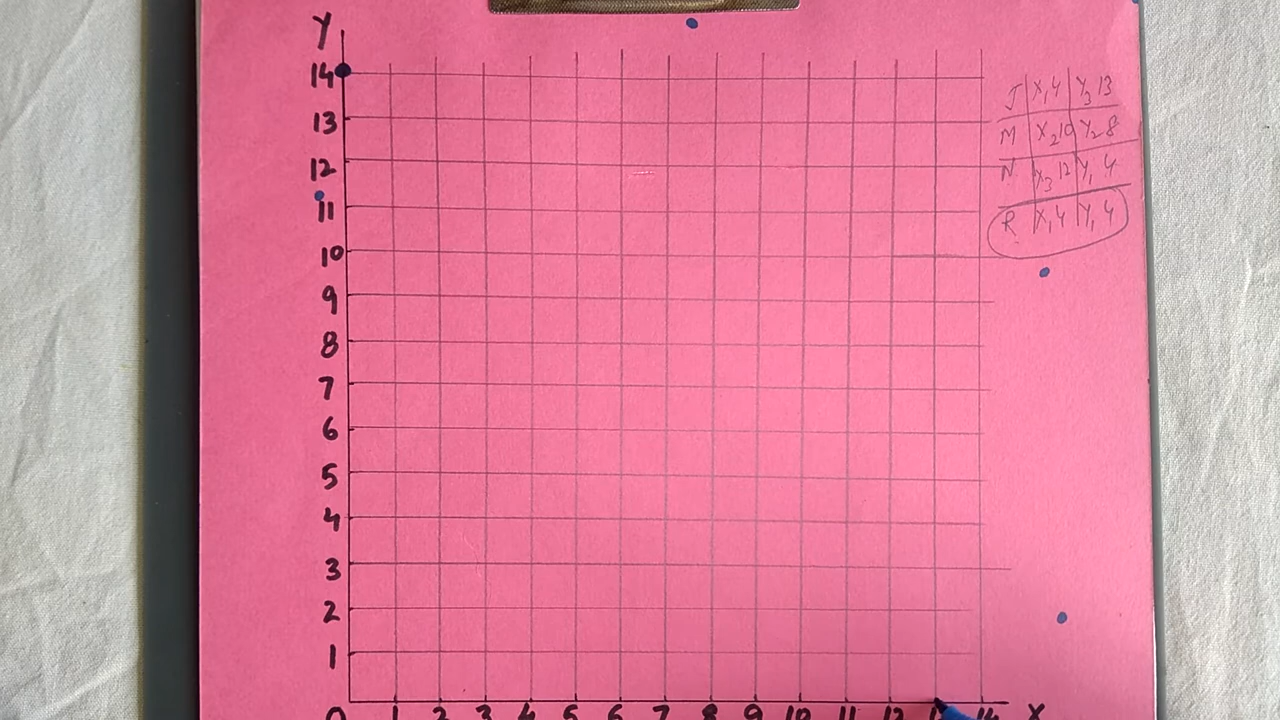 Y
14
13
12
11
10
9
8
7
6
5
4
3
2
1
0 1 2 3 4 5 6 7 8 9 10 11 12 13 14 X
J X₁ 4 Y₃ 13
M X₂ 10 Y₂ 8
N X₃ 12 Y₁ 4
R X₁ 4 Y₁ 4